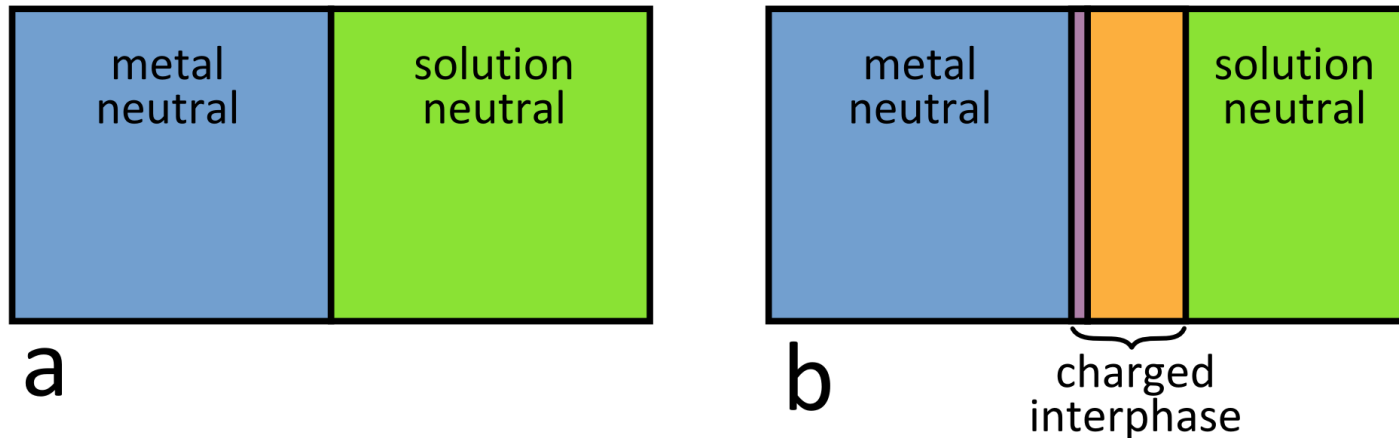 metal
neutral
solution
neutral
a
metal
neutral
solution
neutral
charged
interphase
b